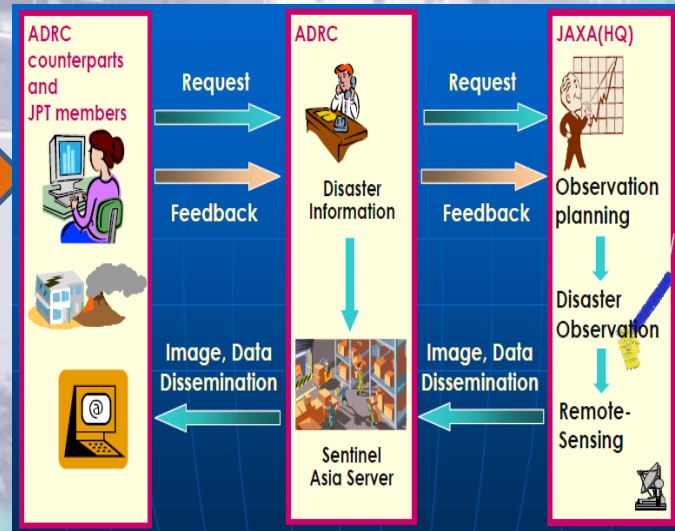 ADRC
counterparts
and
JPT members
Request
Feedback
Image, Data
Dissemination
@
ADRC
Disaster
Information
Sentinel
Asia Server
Request
Feedback
Image, Data
Dissemination
JAXA(HQ)
Observation
planning
Disaster
Observation
Remote-
Sensing